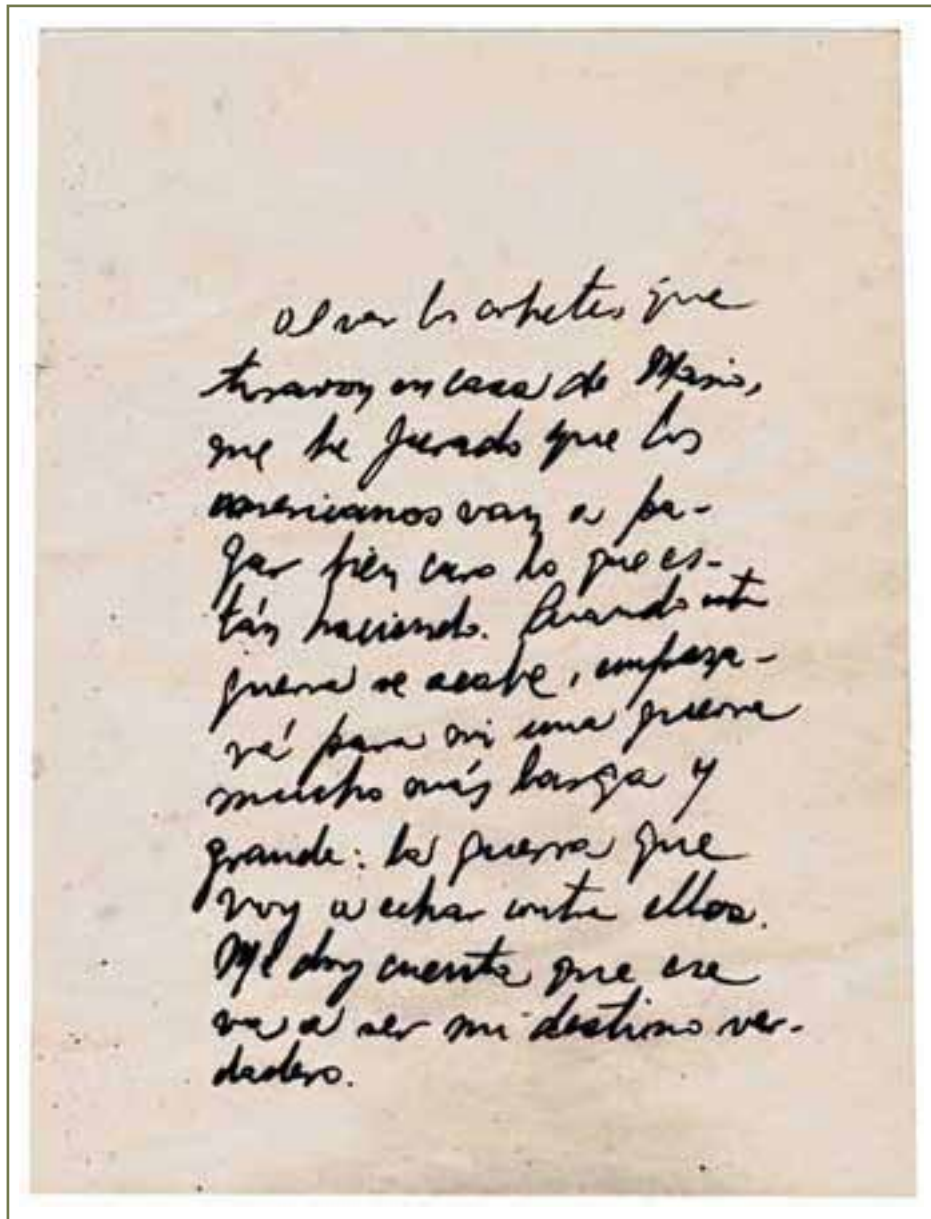 Al ver los cohetes que
tiraron en casa de Mario,
me he jurado que los
americanos van a pa-
gar bien caro lo que es-
tán haciendo. Cuando esta
guerra se acabe, empeza-
rá para mi una guerra
mucho más larga y
grande: la guerra que
voy a echar contra ellos.
Me doy cuenta que ese
va a ser mi destino ver-
dadero.